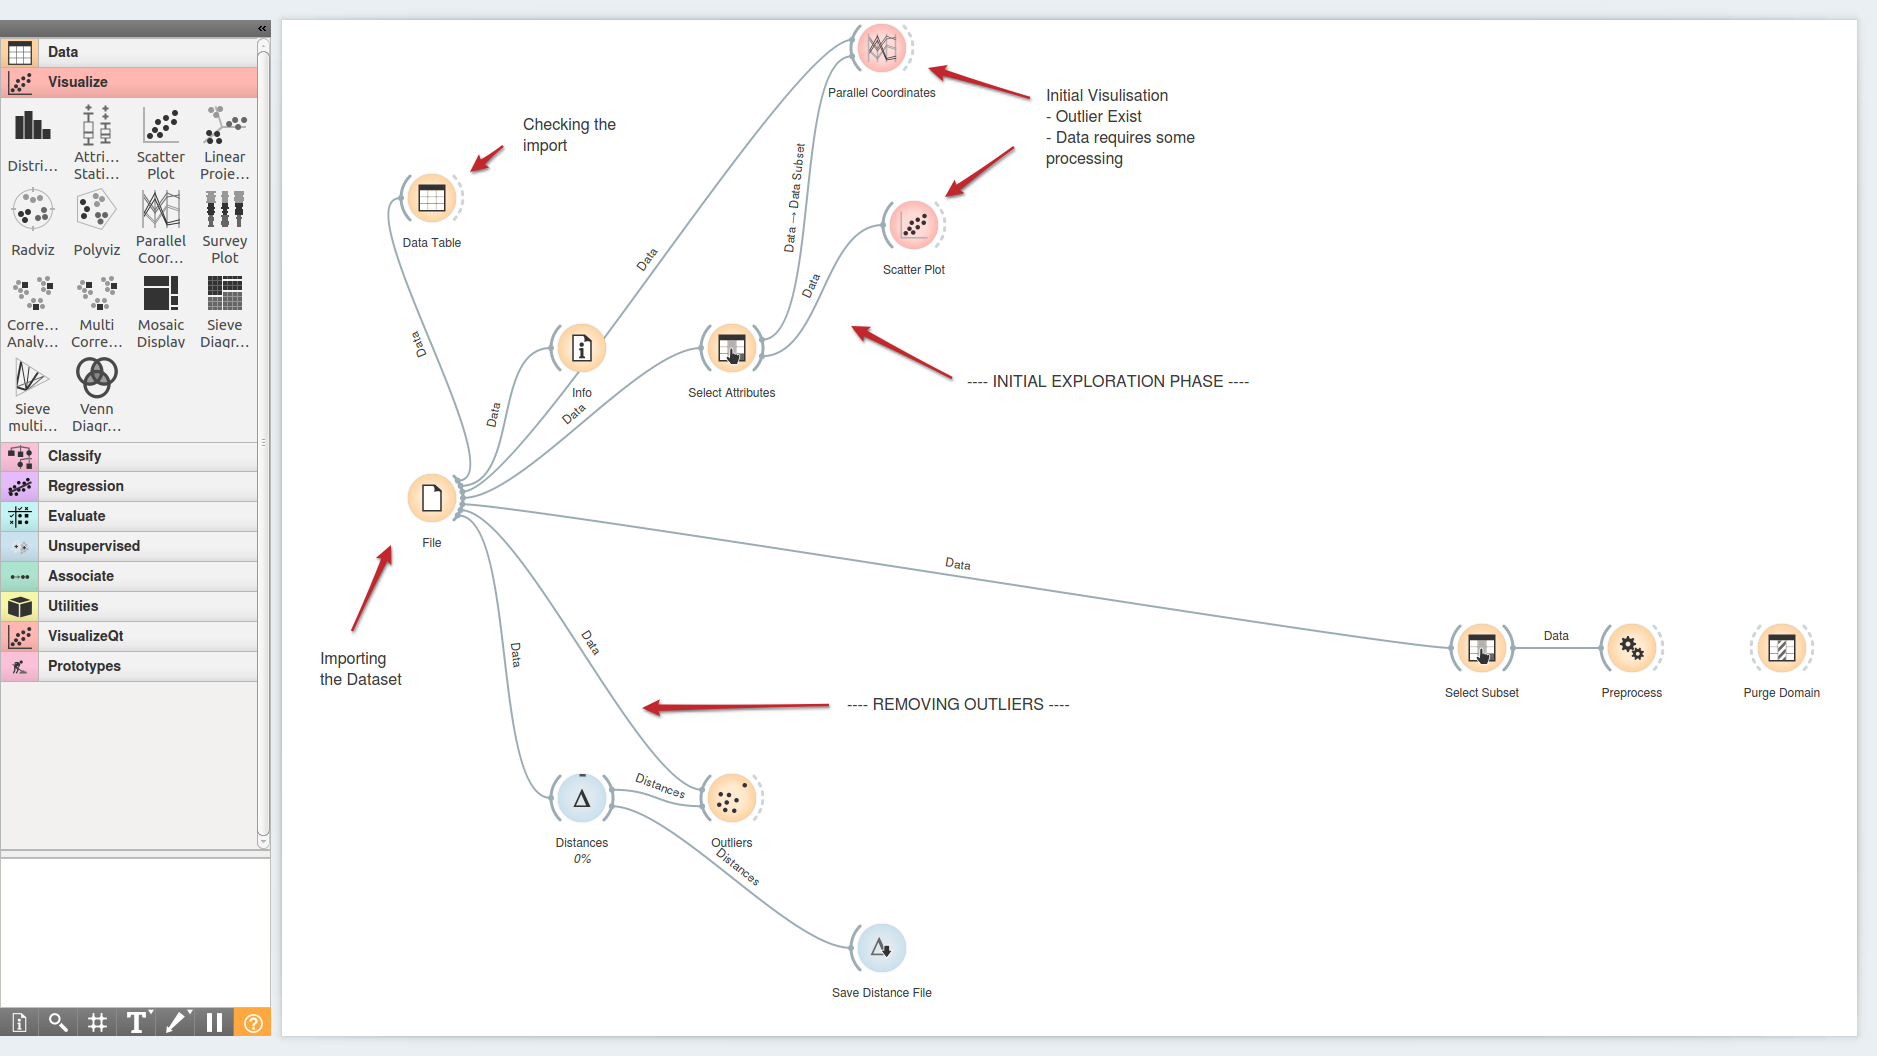 «
Data
Visualize
Distri...
Attri...
Stati...
Scatter
Plot
Linear
Proje...
Radviz
Polyviz
Parallel
Coor...
Survey
Plot
Corre...
Analy...
Multi
Corre...
Mosaic
Display
Sieve
Diagr...
Sieve
multi...
Venn
Diagr...
Classify
Regression
Evaluate
Unsupervised
Associate
Utilities
VisualizeQt
Prototypes
Parallel Coordinates
Initial Visulisation
- Outlier Exist
- Data requires some
processing
Checking the
import
Data Table
Data → Data Subset
Data
Scatter Plot
Data
Data
Info
Select Attributes
---- INITIAL EXPLORATION PHASE ----
Data
Data
File
Data
Importing
the Dataset
Data
Data
Data
Select Subset
Preprocess
Purge Domain
---- REMOVING OUTLIERS ----
Distances
Distances
0%
Outliers
Distances
Save Distance File